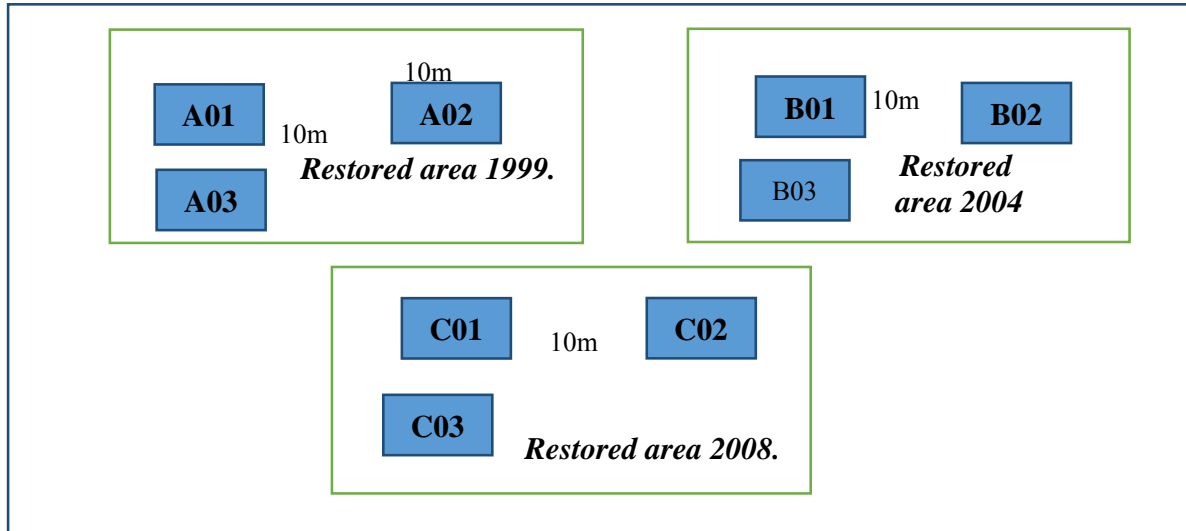 10m
A01
A02
10m
Restored area 1999.
A03
B01
10m
B02
Restored
area 2004
B03
C01
10m
C02
C03
Restored area 2008.